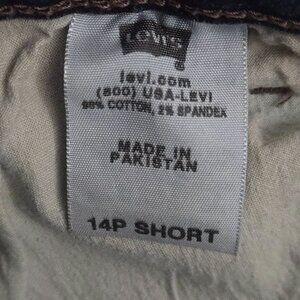 Levi's
levi.com
(800) USA-LEVI
98% COTTON, 2% SPANDEX
MADE IN
PAKISTAN
14P SHORT